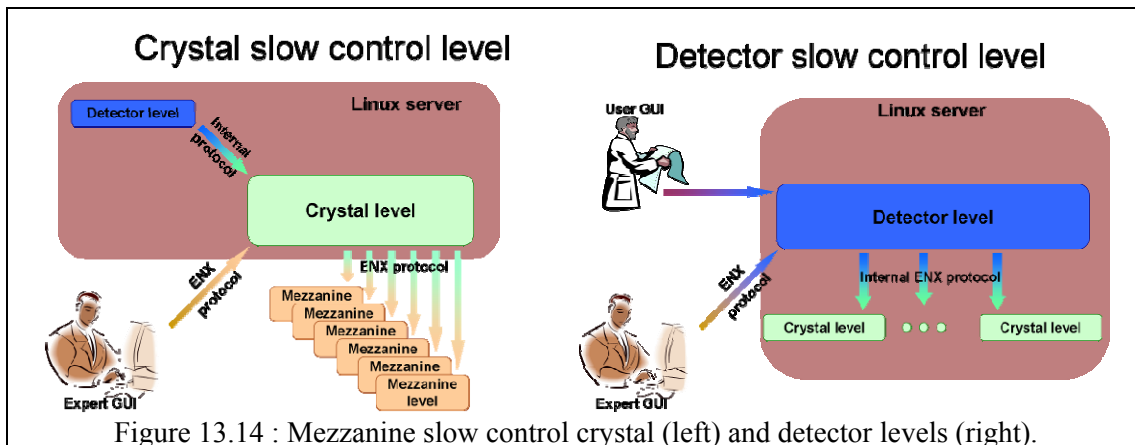 Crystal slow control level
Linux server
Detector level
Internal
protocol
Crystal level
ENX protocol
ENX
protocol
Mezzanine
Mezzanine
Mezzanine
Mezzanine
Mezzanine
Mezzanine
level
Expert GUI
Detector slow control level
User GUI
Linux server
Detector level
ENX
protocol
Internal ENX protocol
Crystal level
Crystal level
Expert GUI
Figure 13.14 : Mezzanine slow control crystal (left) and detector levels (right).